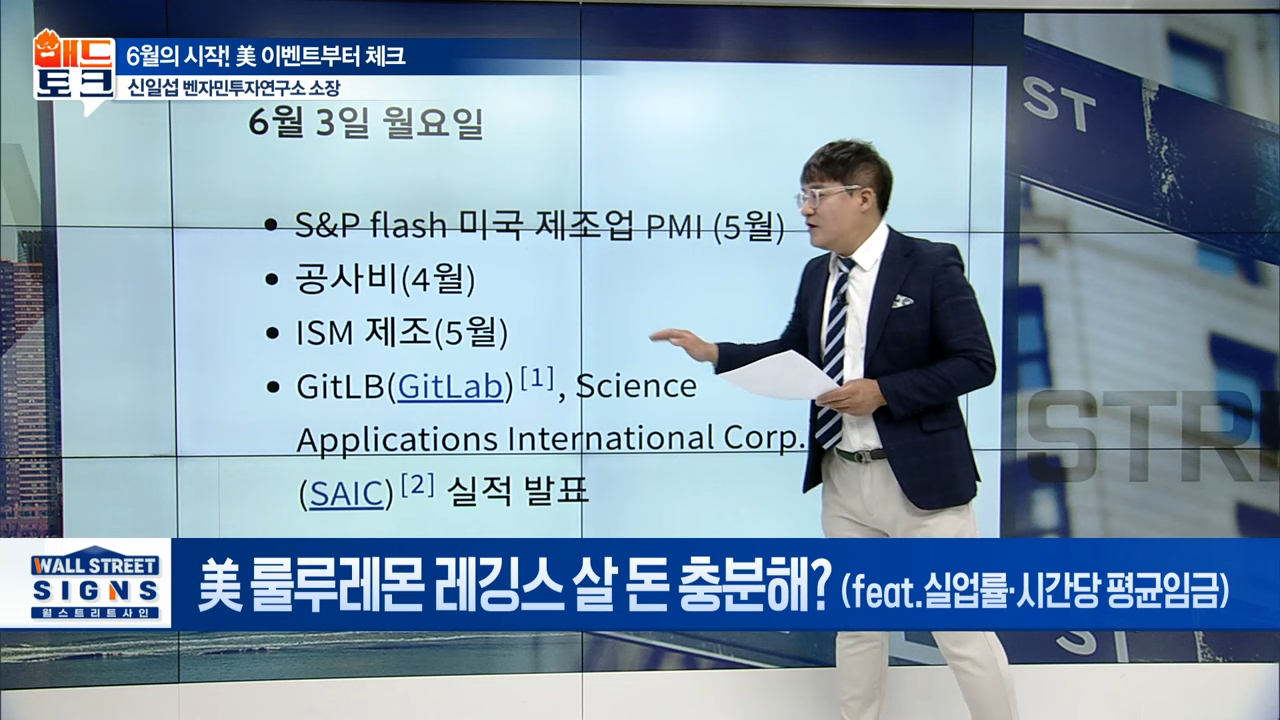 매드
토크
6월의 시작! 美 이벤트부터 체크
신일섭 벤자민투자연구소 소장
6월 3일 월요일
• S&P flash 미국 제조업 PMI (5월)
• 공사비(4월)
• ISM 제조(5월)
• GitLB(GitLab)[1], Science
Applications International Corp.
(SAIC)[2] 실적 발표
ST
STRE
WALL STREET
SIGNS
월스트리트사인
美 룰루레몬 레깅스 살 돈 충분해? (feat.실업률·시간당 평균임금)
ST